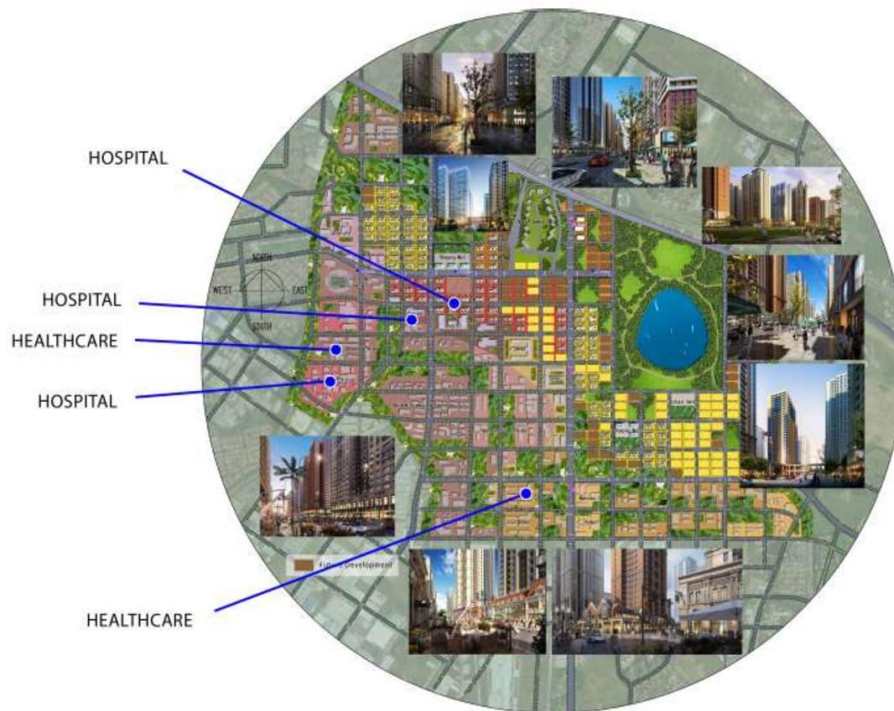 HOSPITAL
NORTH
WEST
EAST
SOUTH
HOSPITAL
HEALTHCARE
HOSPITAL
Future Development
HEALTHCARE